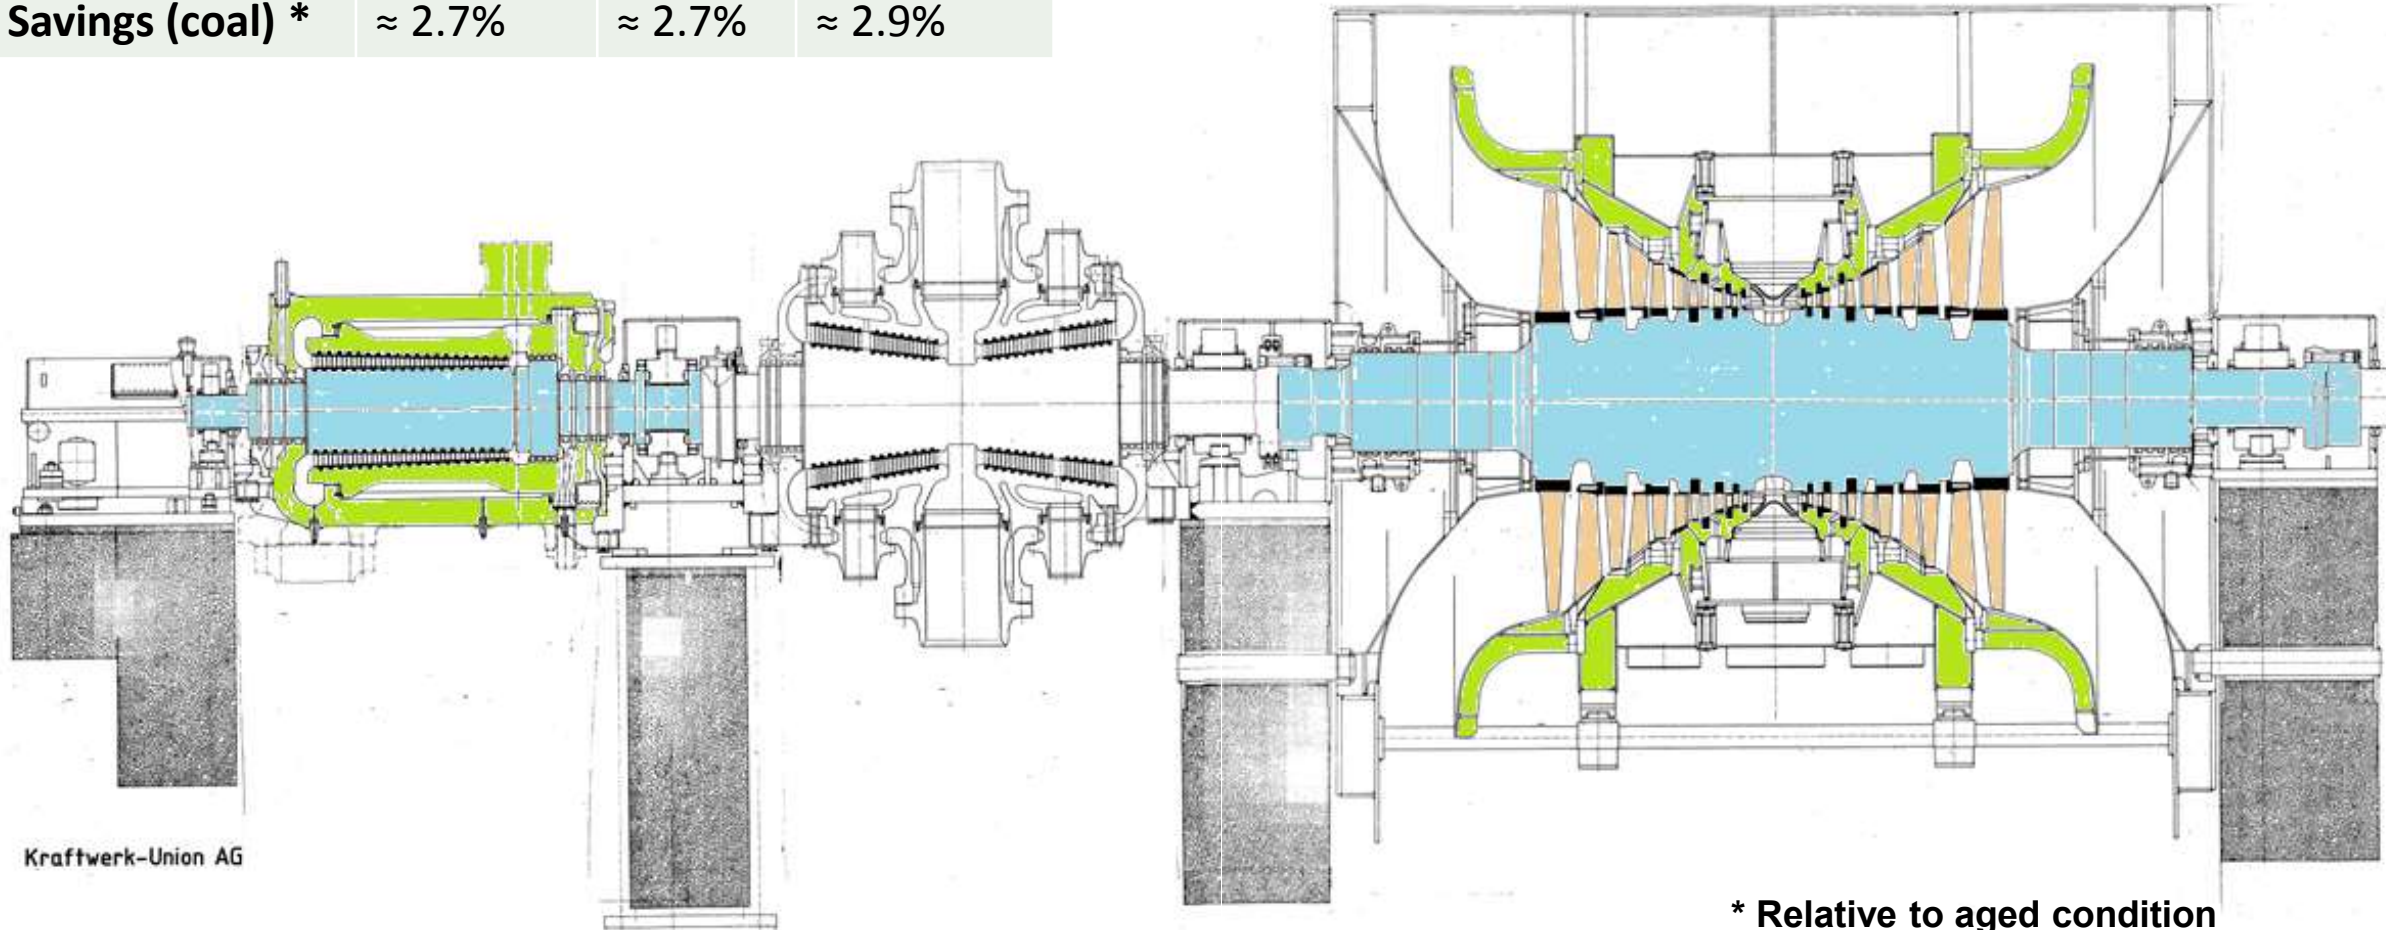 Savings (coal) * ≈ 2.7% ≈ 2.7% ≈ 2.9%
Kraftwerk-Union AG
* Relative to aged condition